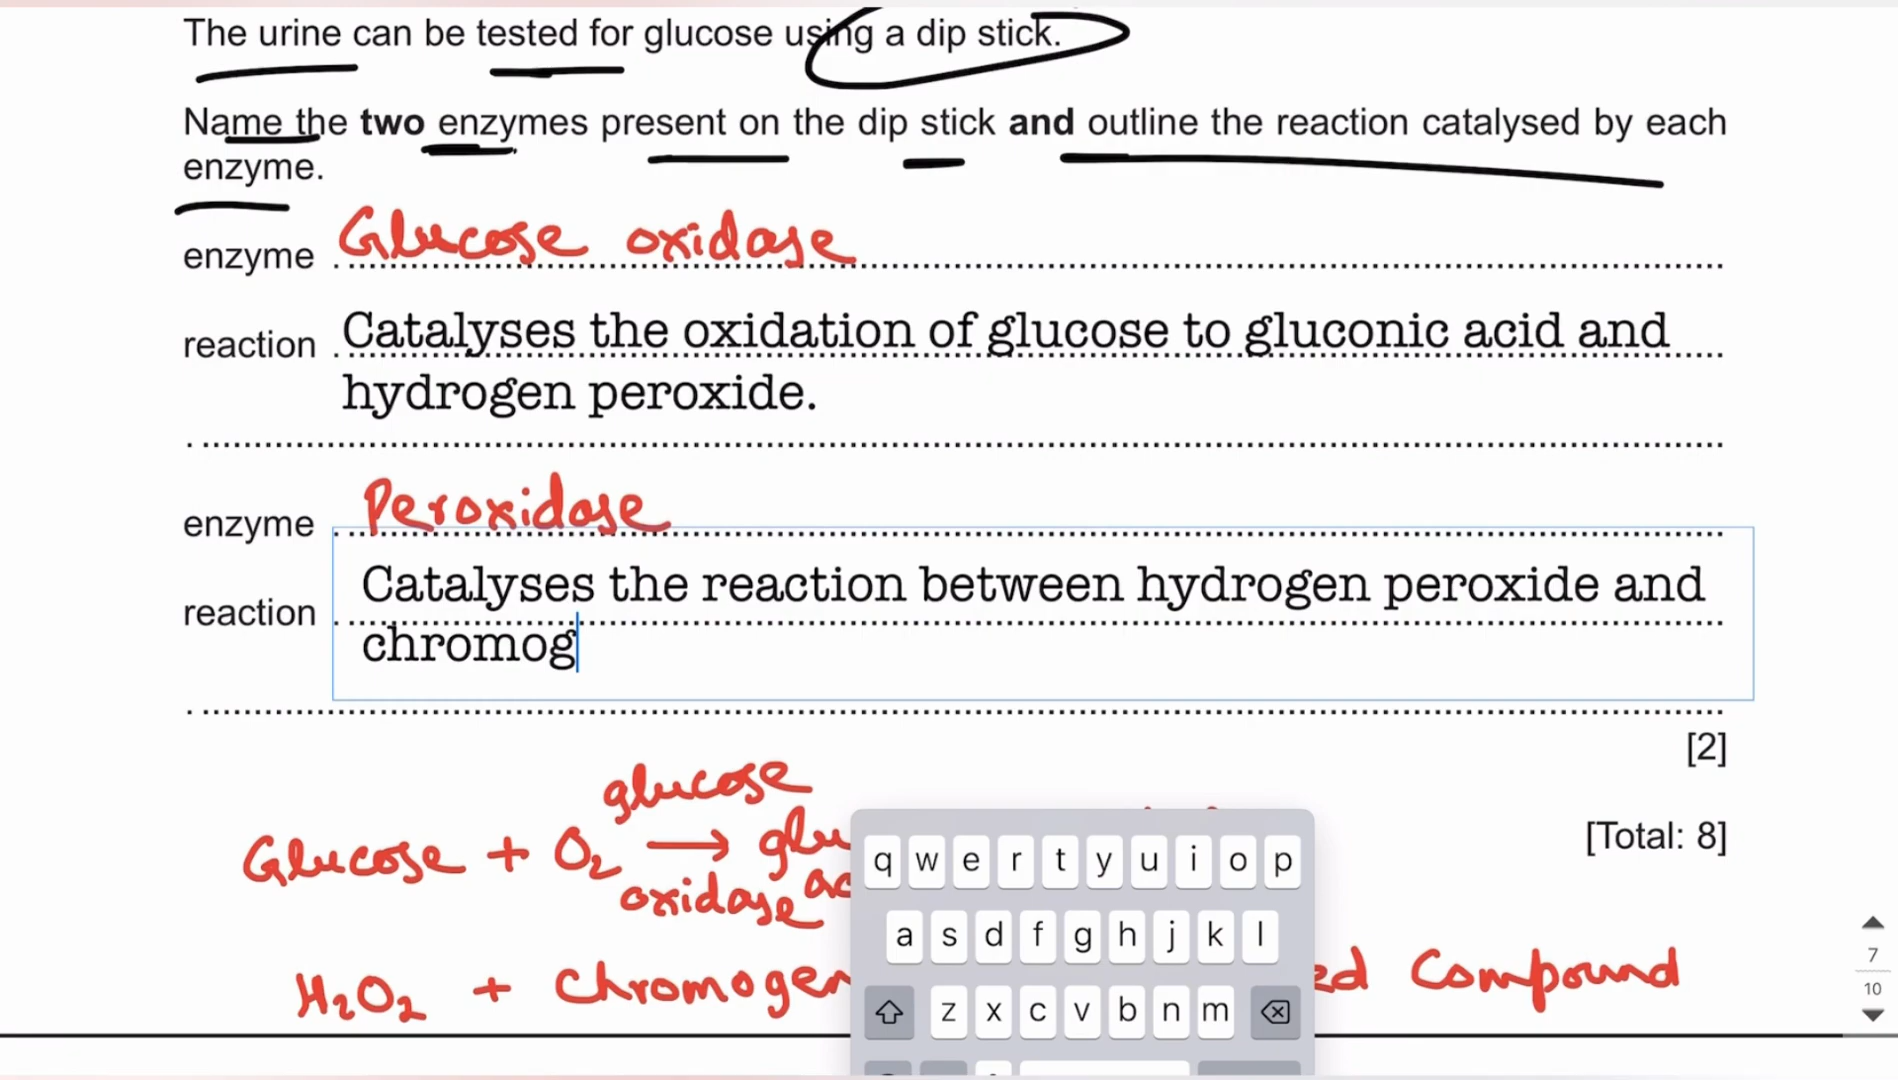 The urine can be tested for glucose using a dip stick.
Name the two enzymes present on the dip stick and outline the reaction catalysed by each
enzyme.
enzyme Glucose oxidase
reaction Catalyses the oxidation of glucose to gluconic acid and
hydrogen peroxide.
enzyme Peroxidase
reaction Catalyses the reaction between hydrogen peroxide and
chromog
[2]
[Total: 8]
glucose
Glucose + O2 → glu
oxidase ac
H2O2 + Chromogen ed Compound
q w e r t y u i o p
a s d f g h j k l
z x c v b n m
7
10